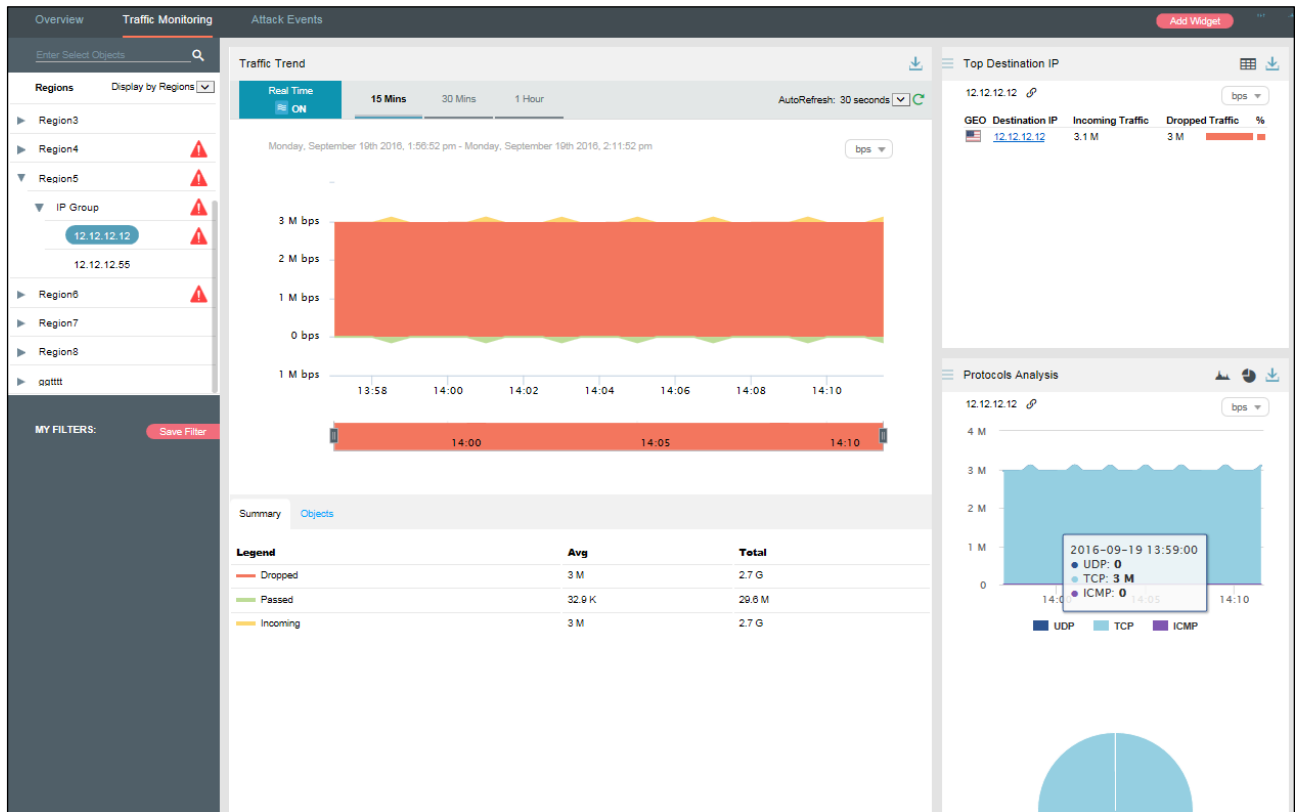 Overview Traffic Monitoring Attack Events Add Widget
Enter Select Objects
Regions Display by Regions
Region3
Region4
Region5
IP Group
12.12.12.12
12.12.12.55
Region6
Region7
Region8
ggtttt
MY FILTERS: Save Filter
Traffic Trend
Real Time
ON
15 Mins 30 Mins 1 Hour AutoRefresh: 30 seconds
Monday, September 19th 2016, 1:56:52 pm - Monday, September 19th 2016, 2:11:52 pm bps
3 M bps
2 M bps
1 M bps
0 bps
1 M bps
13:58 14:00 14:02 14:04 14:06 14:08 14:10
14:00 14:05 14:10
Summary Objects
Legend Avg Total
Dropped 3 M 2.7 G
Passed 32.9 K 29.6 M
Incoming 3 M 2.7 G
Top Destination IP
12.12.12.12 bps
GEO Destination IP Incoming Traffic Dropped Traffic %
12.12.12.12 3.1 M 3 M
Protocols Analysis
12.12.12.12 bps
4 M
3 M
2 M
1 M
0
2016-09-19 13:59:00
UDP: 0
TCP: 3 M
ICMP: 0
14:00 14:05 14:10
UDP TCP ICMP